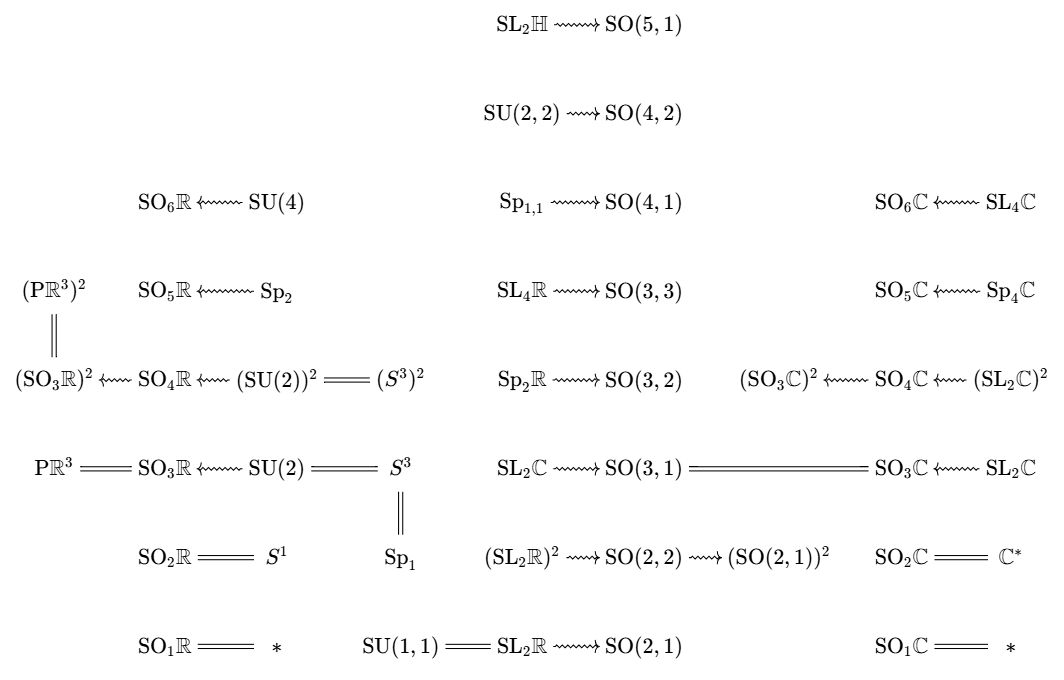 SL₂ℍ ⇝ SO(5, 1)
SU(2, 2) ⇝ SO(4, 2)
SO₆ℝ ⇜ SU(4) Sp₁,₁ ⇝ SO(4, 1) SO₆ℂ ⇜ SL₄ℂ
(Pℝ³)² SO₅ℝ ⇜ Sp₂ SL₄ℝ ⇝ SO(3, 3) SO₅ℂ ⇜ Sp₄ℂ
(SO₃ℝ)² ⇜ SO₄ℝ ⇜ (SU(2))² = (S³)² Sp₂ℝ ⇝ SO(3, 2) (SO₃ℂ)² ⇜ SO₄ℂ ⇜ (SL₂ℂ)²
Pℝ³ = SO₃ℝ ⇜ SU(2) = S³ SL₂ℂ ⇝ SO(3, 1) = SO₃ℂ ⇜ SL₂ℂ
SO₂ℝ = S¹ Sp₁ (SL₂ℝ)² ⇝ SO(2, 2) ⇝ (SO(2, 1))² SO₂ℂ = ℂ*
SO₁ℝ = * SU(1, 1) = SL₂ℝ ⇝ SO(2, 1) SO₁ℂ = *